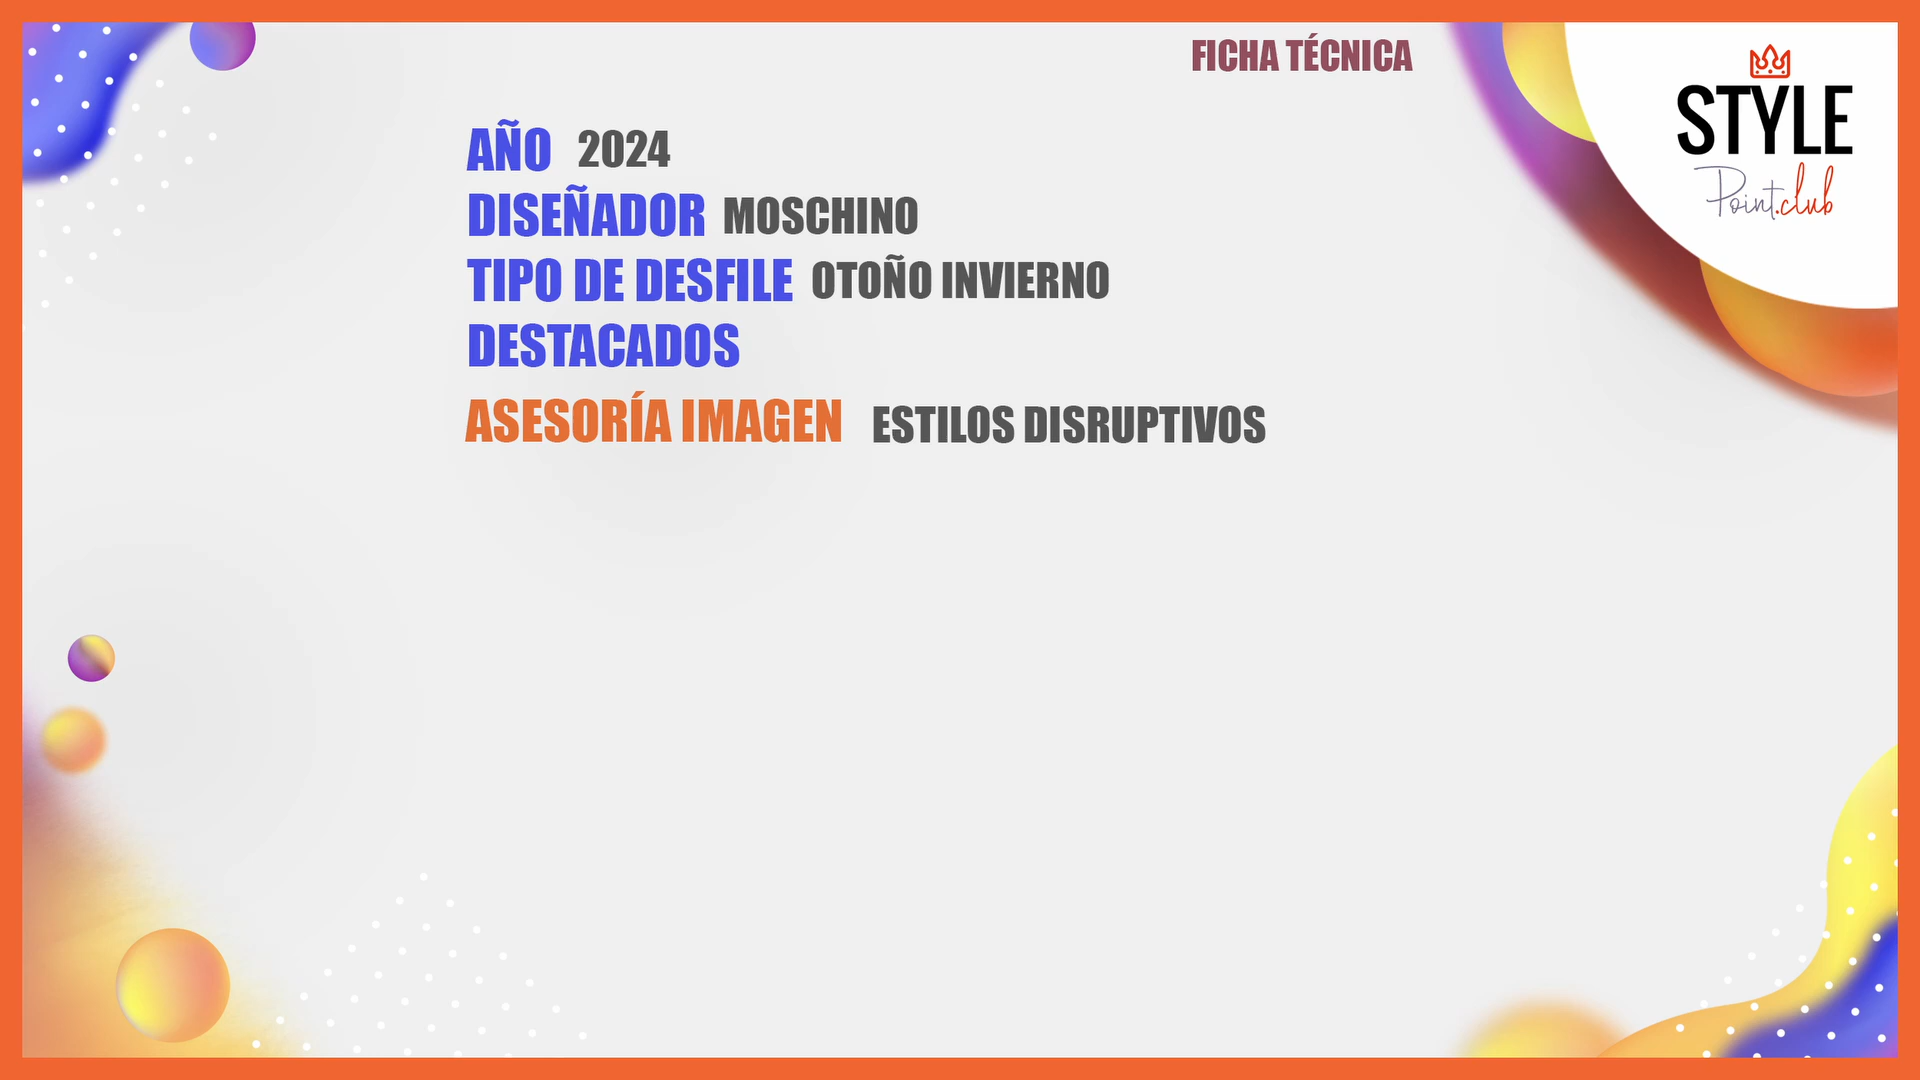 FICHA TÉCNICA
STYLE
Point.club
AÑO 2024
DISEÑADOR MOSCHINO
TIPO DE DESFILE OTOÑO INVIERNO
DESTACADOS
ASESORÍA IMAGEN ESTILOS DISRUPTIVOS